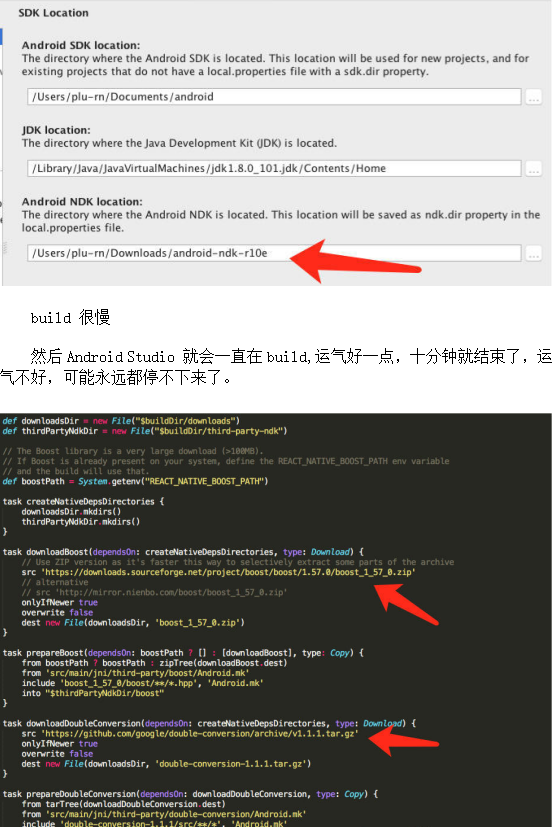 SDK Location
Android SDK location:
The directory where the Android SDK is located. This location will be used for new projects, and for
existing projects that do not have a local.properties file with a sdk.dir property.
/Users/plu-rn/Documents/android
...
JDK location:
The directory where the Java Development Kit (JDK) is located.
/Library/Java/JavaVirtualMachines/jdk1.8.0_101.jdk/Contents/Home
...
Android NDK location:
The directory where the Android NDK is located. This location will be saved as ndk.dir property in the
local.properties file.
/Users/plu-rn/Downloads/android-ndk-r10e
...
build 很慢
然后Android Studio 就会一直在build,运气好一点，十分钟就结束了，运
气不好，可能永远都停不下来了。
def downloadsDir = new File("$buildDir/downloads")
def thirdPartyNdkDir = new File("$buildDir/third-party-ndk")
// The Boost library is a very large download (>100MB).
// If Boost is already present on your system, define the REACT_NATIVE_BOOST_PATH env variable
// and the build will use that.
def boostPath = System.getenv("REACT_NATIVE_BOOST_PATH")
task createNativeDepsDirectories {
downloadsDir.mkdirs()
thirdPartyNdkDir.mkdirs()
}
task downloadBoost(dependsOn: createNativeDepsDirectories, type: Download) {
// Use ZIP version as it's faster this way to selectively extract some parts of the archive
src 'https://downloads.sourceforge.net/project/boost/boost/1.57.0/boost_1_57_0.zip'
// alternative
// src 'http://mirror.nienbo.com/boost/boost_1_57_0.zip'
onlyIfNewer true
overwrite false
dest new File(downloadsDir, 'boost_1_57_0.zip')
}
task prepareBoost(dependsOn: boostPath ? [] : [downloadBoost], type: Copy) {
from boostPath ? boostPath : zipTree(downloadBoost.dest)
from 'src/main/jni/third-party/boost/Android.mk'
include 'boost_1_57_0/boost/**/*.hpp', 'Android.mk'
into "$thirdPartyNdkDir/boost"
}
task downloadDoubleConversion(dependsOn: createNativeDepsDirectories, type: Download) {
src 'https://github.com/google/double-conversion/archive/v1.1.1.tar.gz'
onlyIfNewer true
overwrite false
dest new File(downloadsDir, 'double-conversion-1.1.1.tar.gz')
}
task prepareDoubleConversion(dependsOn: downloadDoubleConversion, type: Copy) {
from tarTree(downloadDoubleConversion.dest)
from 'src/main/jni/third-party/double-conversion/Android.mk'
include 'double-conversion-1.1.1/src/**/*', 'Android.mk'